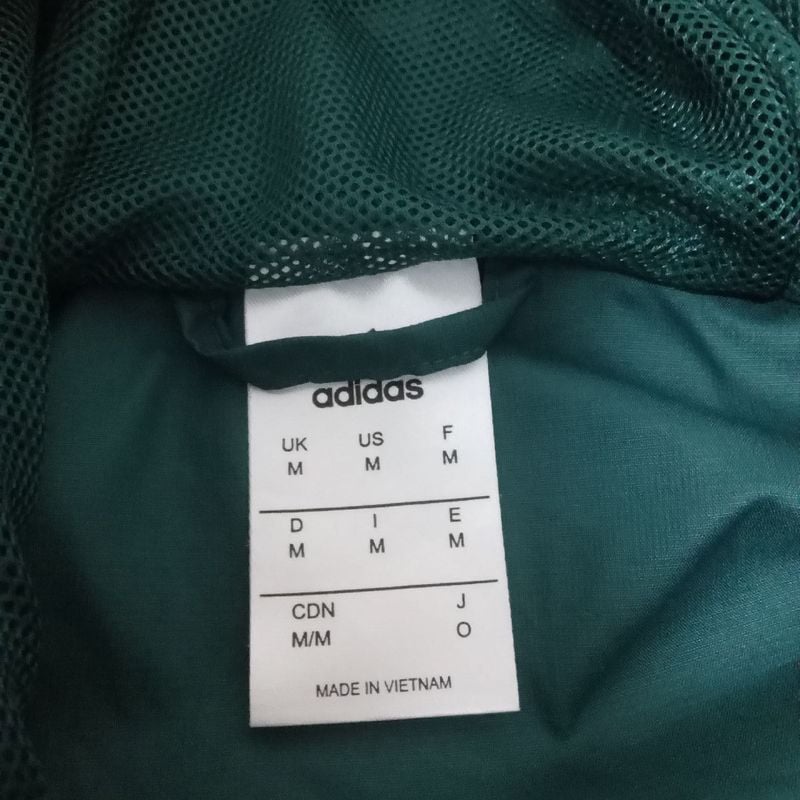 adidas
UK US F
M M M
D I E
M M M
CDN J
M/M O
MADE IN VIETNAM